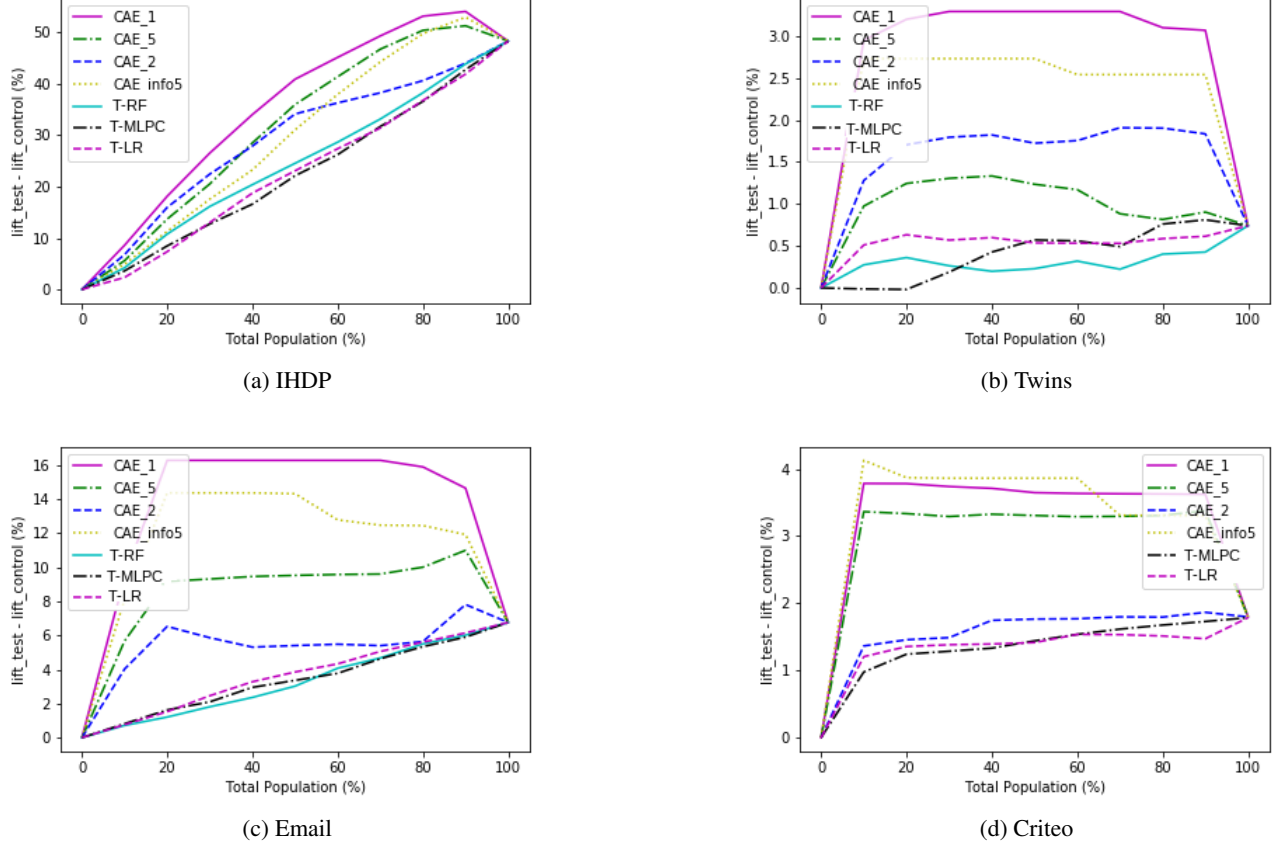 CAE_1
CAE_5
CAE_2
CAE_info5
T-RF
T-MLPC
T-LR
50
40
30
20
10
0
lift_test - lift_control (%)
0 20 40 60 80 100
Total Population (%)
(a) IHDP
CAE_1
CAE_5
CAE_2
CAE_info5
T-RF
T-MLPC
T-LR
3.0
2.5
2.0
1.5
1.0
0.5
0.0
lift_test - lift_control (%)
0 20 40 60 80 100
Total Population (%)
(b) Twins
CAE_1
CAE_5
CAE_2
CAE_info5
T-RF
T-MLPC
T-LR
16
14
12
10
8
6
4
2
0
lift_test - lift_control (%)
0 20 40 60 80 100
Total Population (%)
(c) Email
CAE_1
CAE_5
CAE_2
CAE_info5
T-MLPC
T-LR
4
3
2
1
0
lift_test - lift_control (%)
0 20 40 60 80 100
Total Population (%)
(d) Criteo